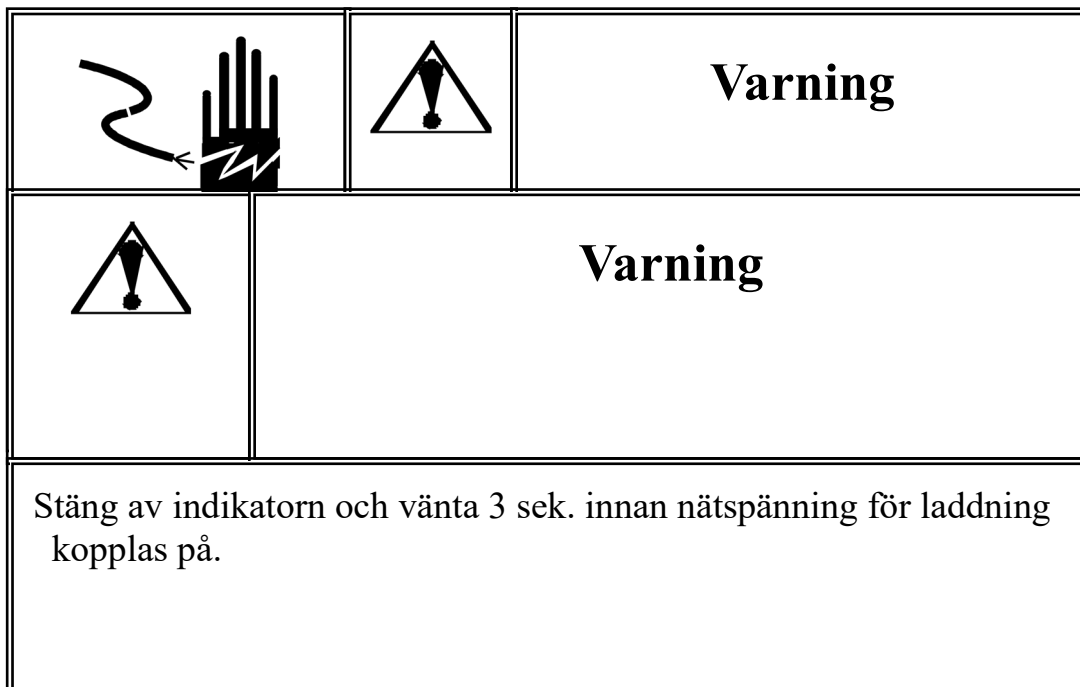 Varning
Varning
Stäng av indikatorn och vänta 3 sek. innan nätspänning för laddning
kopplas på.